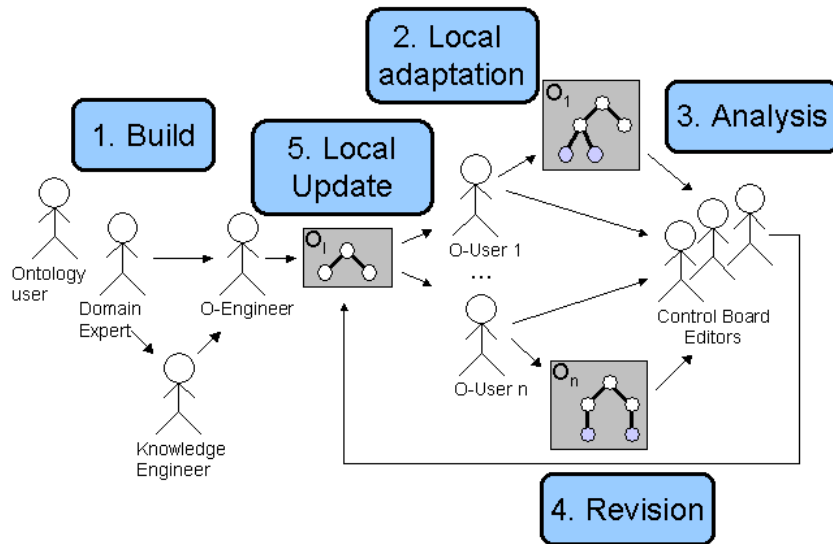 2. Local
adaptation
O1
3. Analysis
1. Build
5. Local
Update
OI
Ontology
user
Domain
Expert
O-Engineer
Knowledge
Engineer
O-User 1
...
O-User n
On
Control Board
Editors
4. Revision